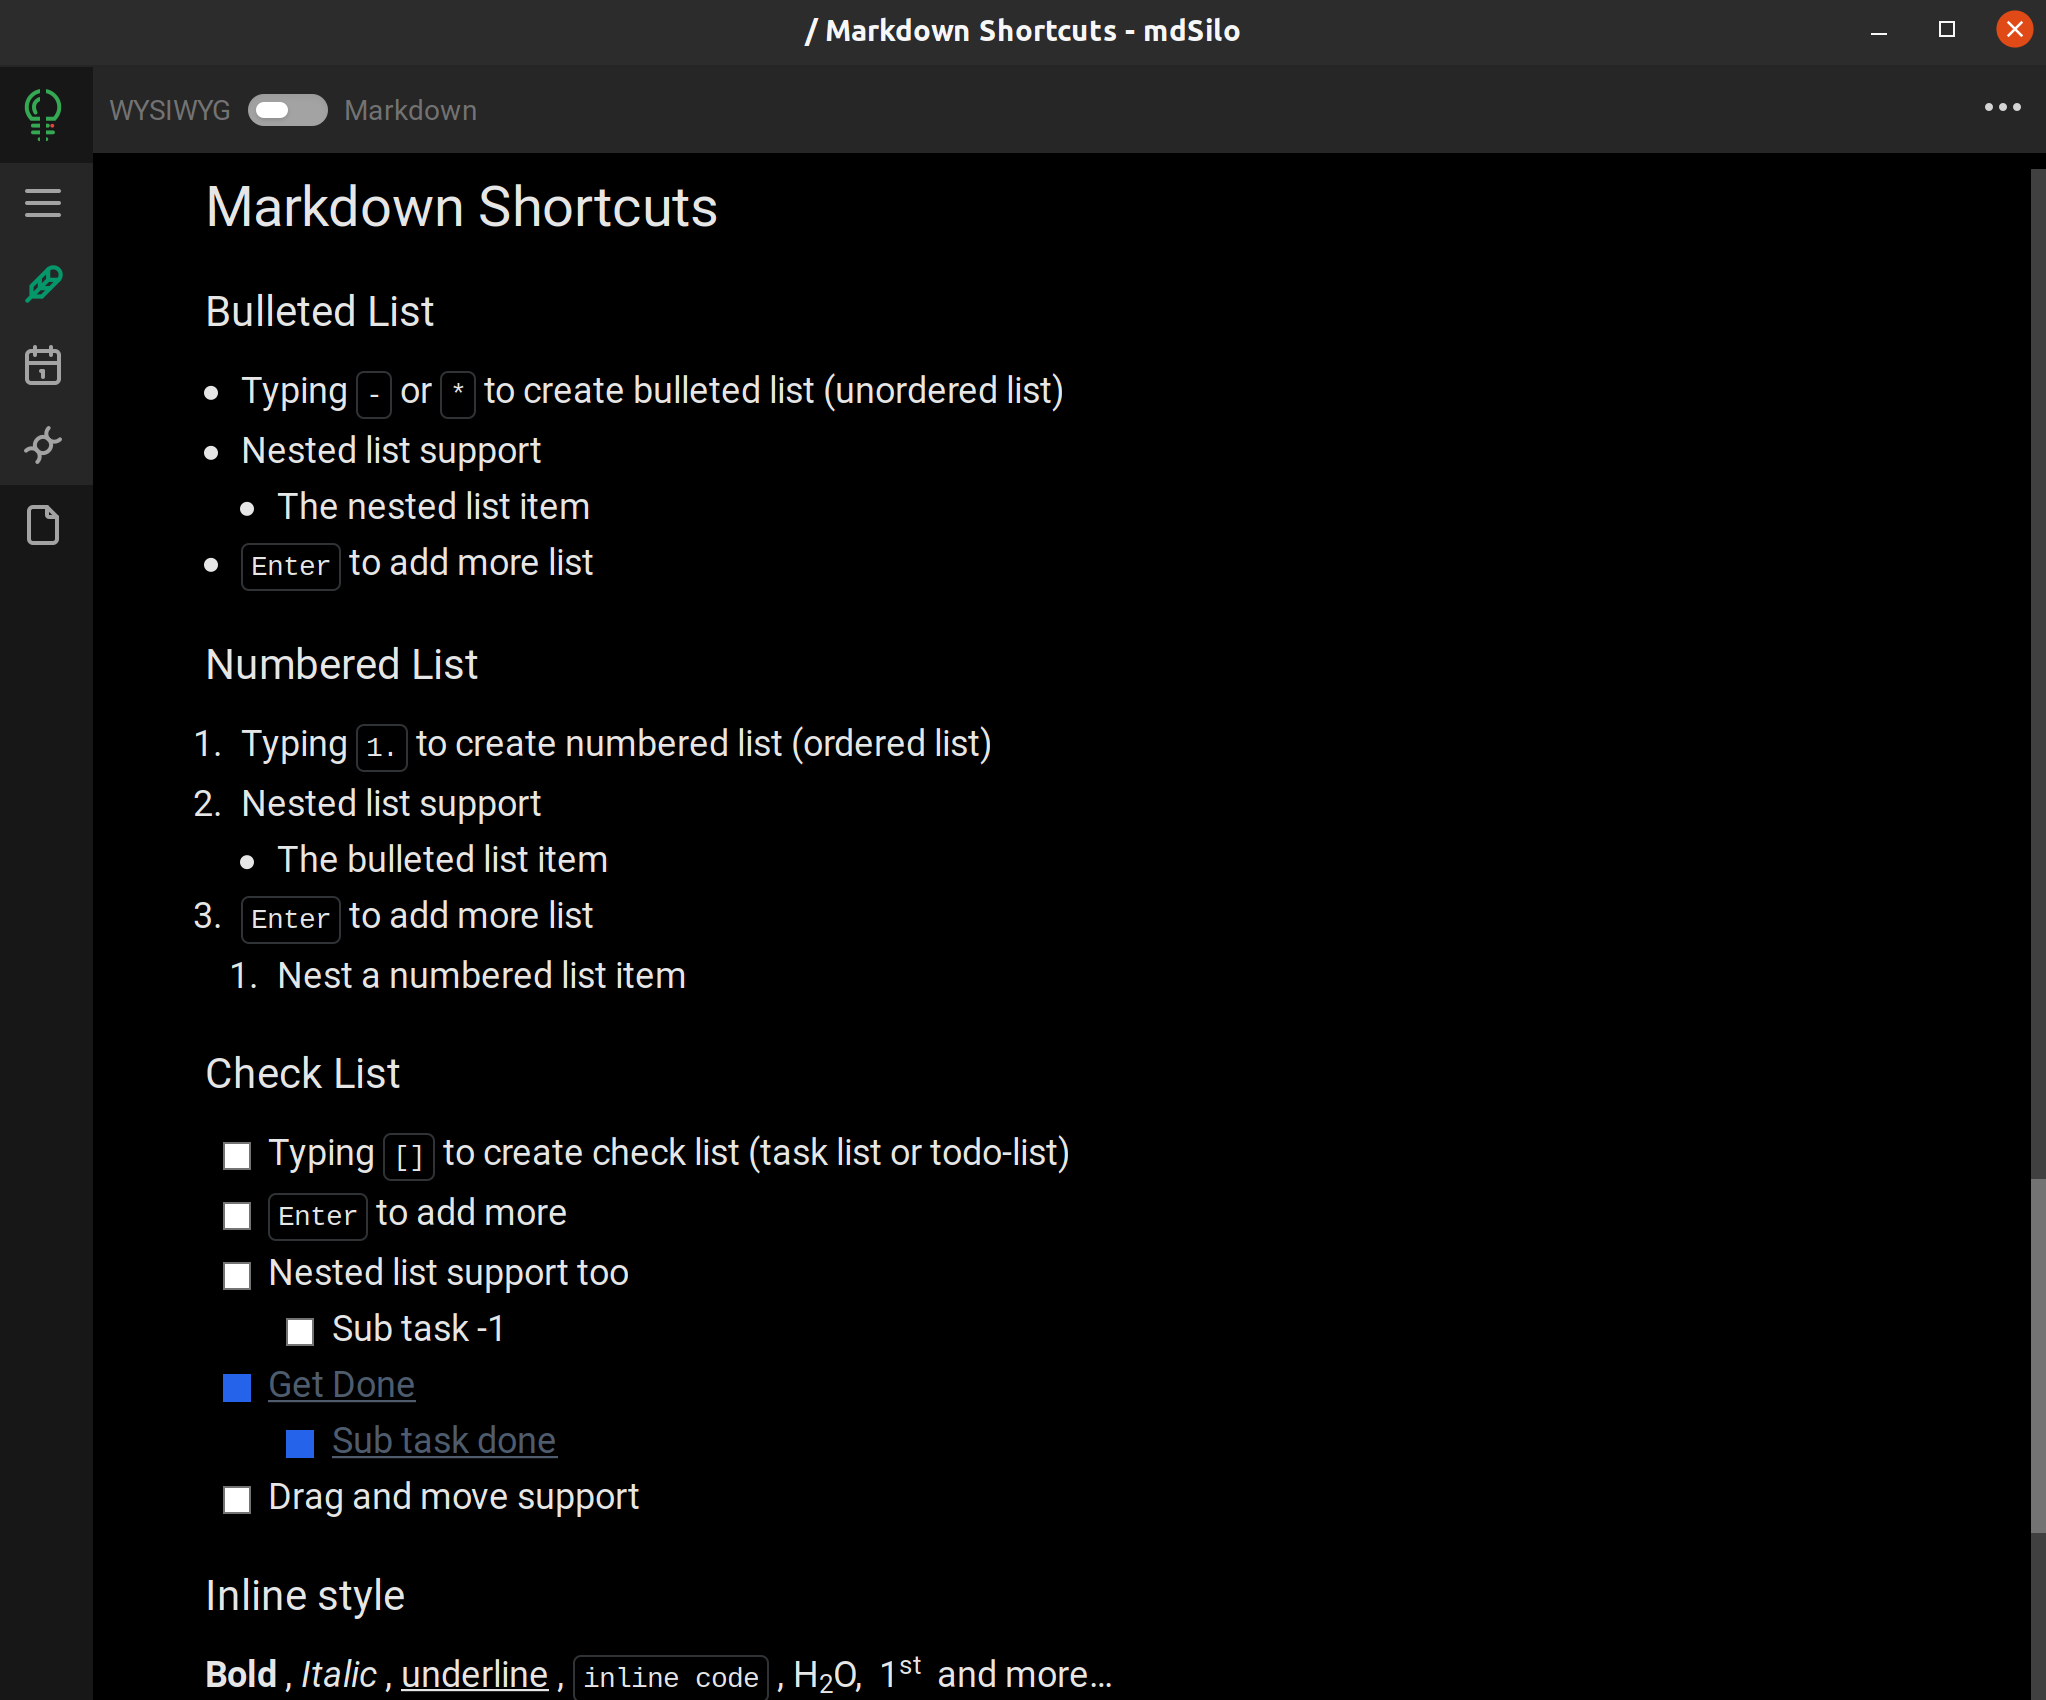 / Markdown Shortcuts - mdSilo
WYSIWYG Markdown
Markdown Shortcuts
Bulleted List
• Typing - or * to create bulleted list (unordered list)
• Nested list support
• The nested list item
• Enter to add more list
Numbered List
1. Typing 1. to create numbered list (ordered list)
2. Nested list support
• The bulleted list item
3. Enter to add more list
1. Nest a numbered list item
Check List
Typing [] to create check list (task list or todo-list)
Enter to add more
Nested list support too
Sub task -1
Get Done
Sub task done
Drag and move support
Inline style
Bold , Italic , underline , inline code , H₂O, 1ˢᵗ and more...